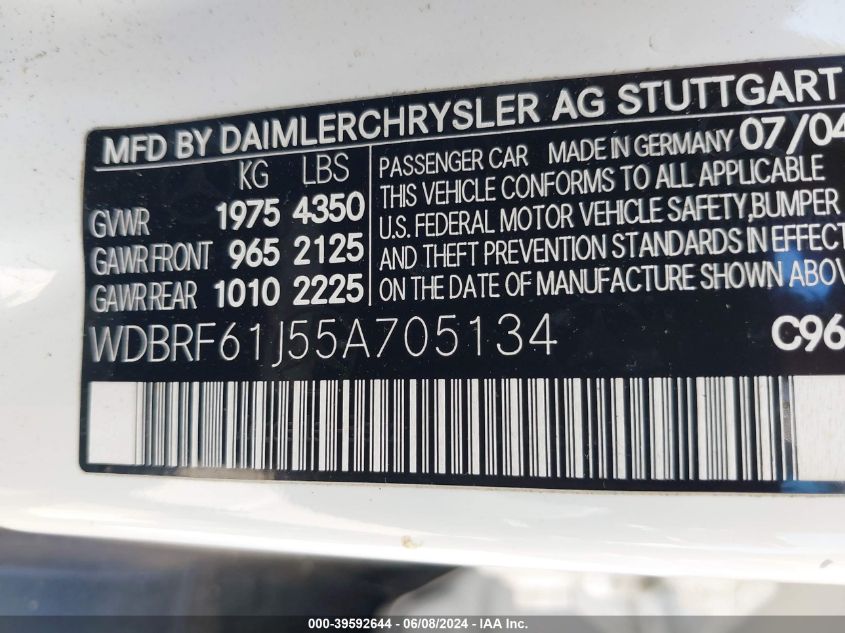 MFD BY DAIMLERCHRYSLER AG STUTTGART
KG LBS
GVWR 1975 4350
GAWR FRONT 965 2125
GAWR REAR 1010 2225
PASSENGER CAR MADE IN GERMANY 07/04
THIS VEHICLE CONFORMS TO ALL APPLICABLE
U.S. FEDERAL MOTOR VEHICLE SAFETY,BUMPER
AND THEFT PREVENTION STANDARDS IN EFFECT
ON THE DATE OF MANUFACTURE SHOWN ABOV
WDBRF61J55A705134 C96
000-39592644 / 06/08/2024 / IAA Inc.